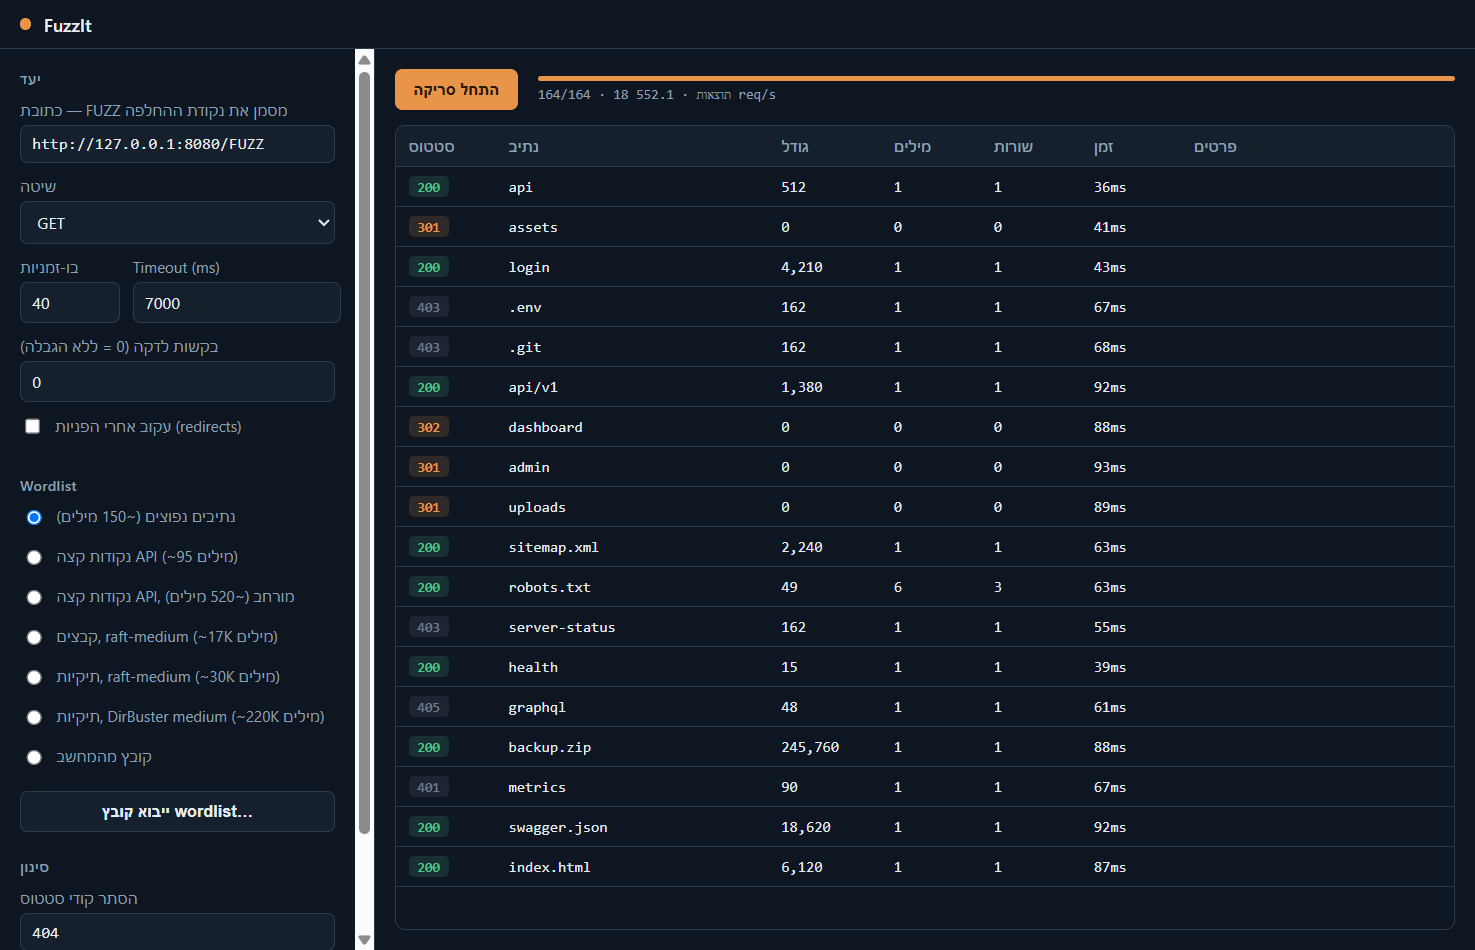 FuzzIt
יעד
כתובת — FUZZ מסמן את נקודת ההחלפה
http://127.0.0.1:8080/FUZZ
שיטה
GET
בו-זמניות
Timeout (ms)
40
7000
בקשות לדקה (0 = ללא הגבלה)
0
עקוב אחרי הפניות (redirects)
Wordlist
נתיבים נפוצים (~150 מילים)
נקודות קצה API (~95 מילים)
נקודות קצה API, מורחב (~520 מילים)
קבצים, raft-medium (~17K מילים)
תיקיות, raft-medium (~30K מילים)
תיקיות, DirBuster medium (~220K מילים)
קובץ מהמחשב
ייבוא קובץ wordlist…
סינון
הסתר קודי סטטוס
404
התחל סריקה
164/164 · 18 תוצאות · 552.1 req/s
סטטוס נתיב גודל מילים שורות זמן פרטים
200 api 512 1 1 36ms
301 assets 0 0 0 41ms
200 login 4,210 1 1 43ms
403 .env 162 1 1 67ms
403 .git 162 1 1 68ms
200 api/v1 1,380 1 1 92ms
302 dashboard 0 0 0 88ms
301 admin 0 0 0 93ms
301 uploads 0 0 0 89ms
200 sitemap.xml 2,240 1 1 63ms
200 robots.txt 49 6 3 63ms
403 server-status 162 1 1 55ms
200 health 15 1 1 39ms
405 graphql 48 1 1 61ms
200 backup.zip 245,760 1 1 88ms
401 metrics 90 1 1 67ms
200 swagger.json 18,620 1 1 92ms
200 index.html 6,120 1 1 87ms